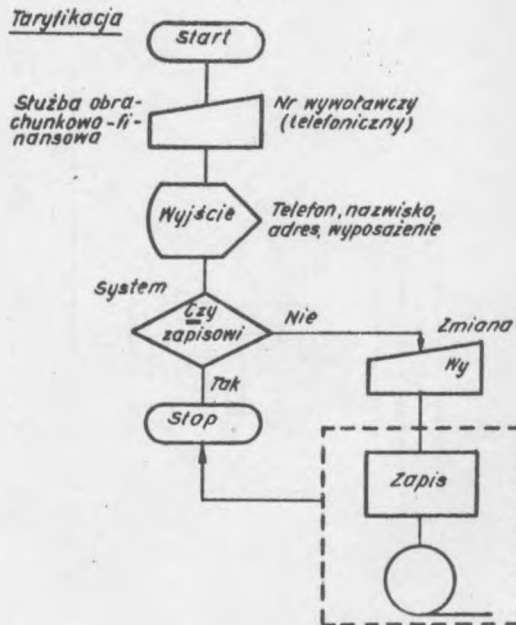 Taryfikacja
Start
Służba obra-
chunkowo-fi-
nansowa
Nr wywoławczy
(telefoniczny)
Wyjście
Telefon, nazwisko,
adres, wyposażenie
System
Czy
zapisowi
Nie
Zmiana
Wy
Tak
Stop
Zapis